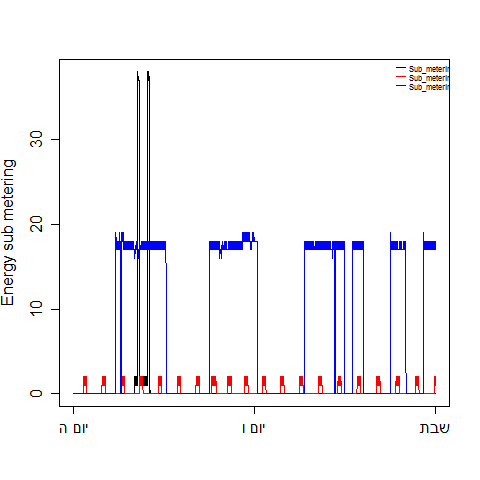 Sub_meterin
Sub_meterin
Sub_meterin
Energy sub metering
30
20
10
0
יום ה
יום ו
שבת